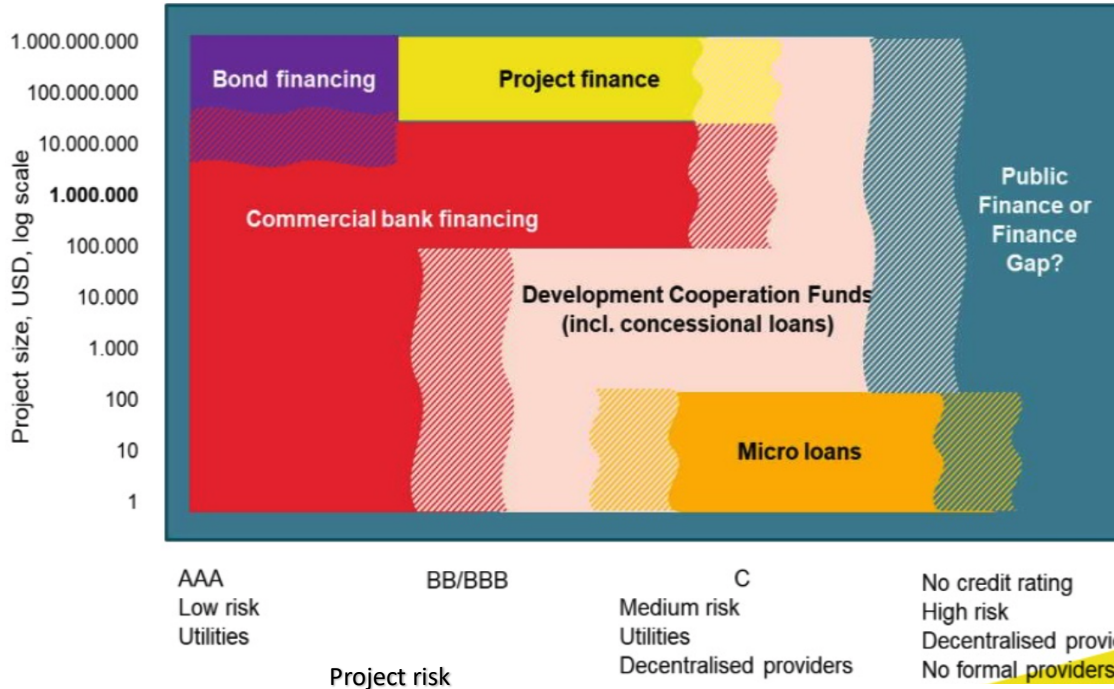 1.000.000.000
100.000.000
10.000.000
1.000.000
100.000
10.000
1.000
100
10
1
Project size, USD, log scale
Bond financing
Project finance
Commercial bank financing
Development Cooperation Funds
(incl. concessional loans)
Micro loans
Public
Finance or
Finance
Gap?
AAA
Low risk
Utilities
BB/BBB
C
Medium risk
Utilities
Decentralised providers
No credit rating
High risk
Decentralised provi
No formal providers
Project risk